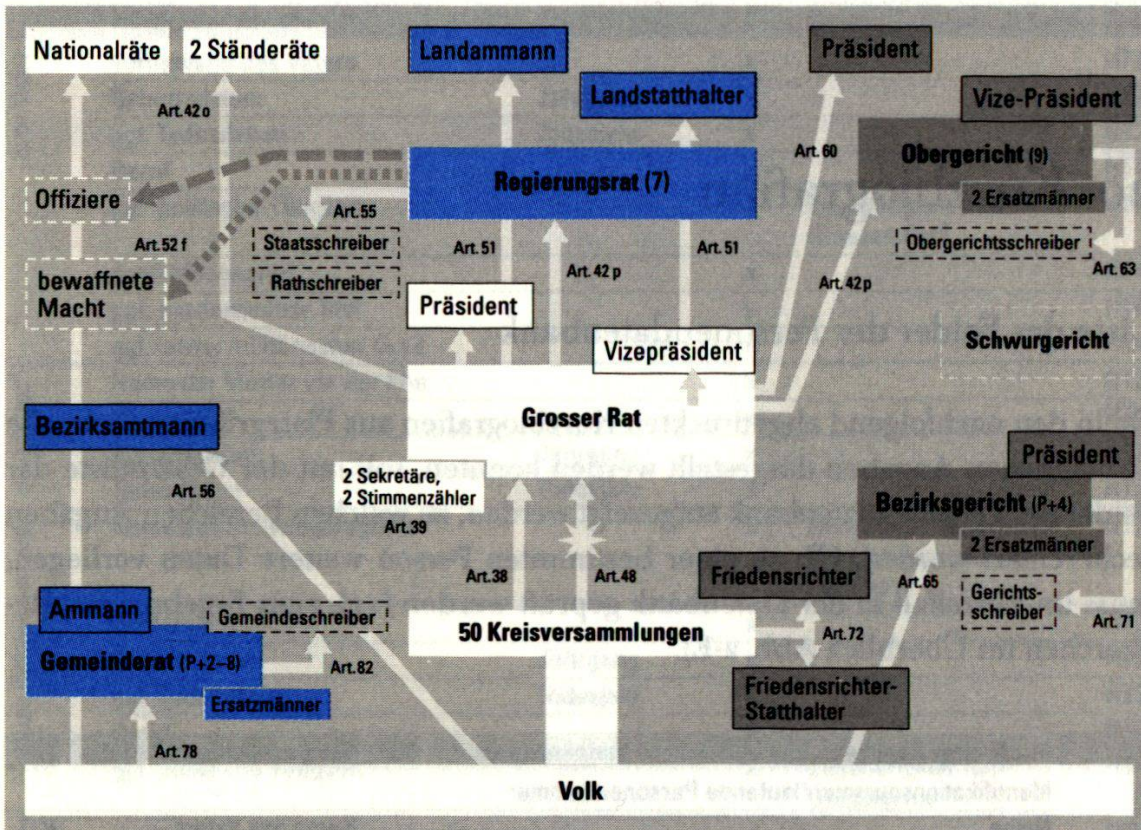 Nationalräte
2 Ständeräte
Landammann
Präsident
Landstatthalter
Vize-Präsident
Art. 42 o
Art. 60
Obergericht (9)
Regierungsrat (7)
Offiziere
2 Ersatzmänner
Art. 55
Staatsschreiber
Obergerichtsschreiber
Art. 52 f
Art. 51
Art. 51
Art. 63
bewaffnete
Macht
Rathschreiber
Art. 42 p
Art. 42 p
Präsident
Vizepräsident
Schwurgericht
Grosser Rat
Bezirksamtmann
Präsident
2 Sekretäre,
2 Stimmenzähler
Art. 56
Bezirksgericht (P+4)
Art. 39
2 Ersatzmänner
Art. 38
Art. 48
Friedensrichter
Art. 65
Gerichts-
schreiber
Ammann
Gemeindeschreiber
50 Kreisversammlungen
Art. 72
Art. 71
Gemeinderat (P+2–8)
Art. 82
Friedensrichter-
Statthalter
Ersatzmänner
Art. 78
Volk